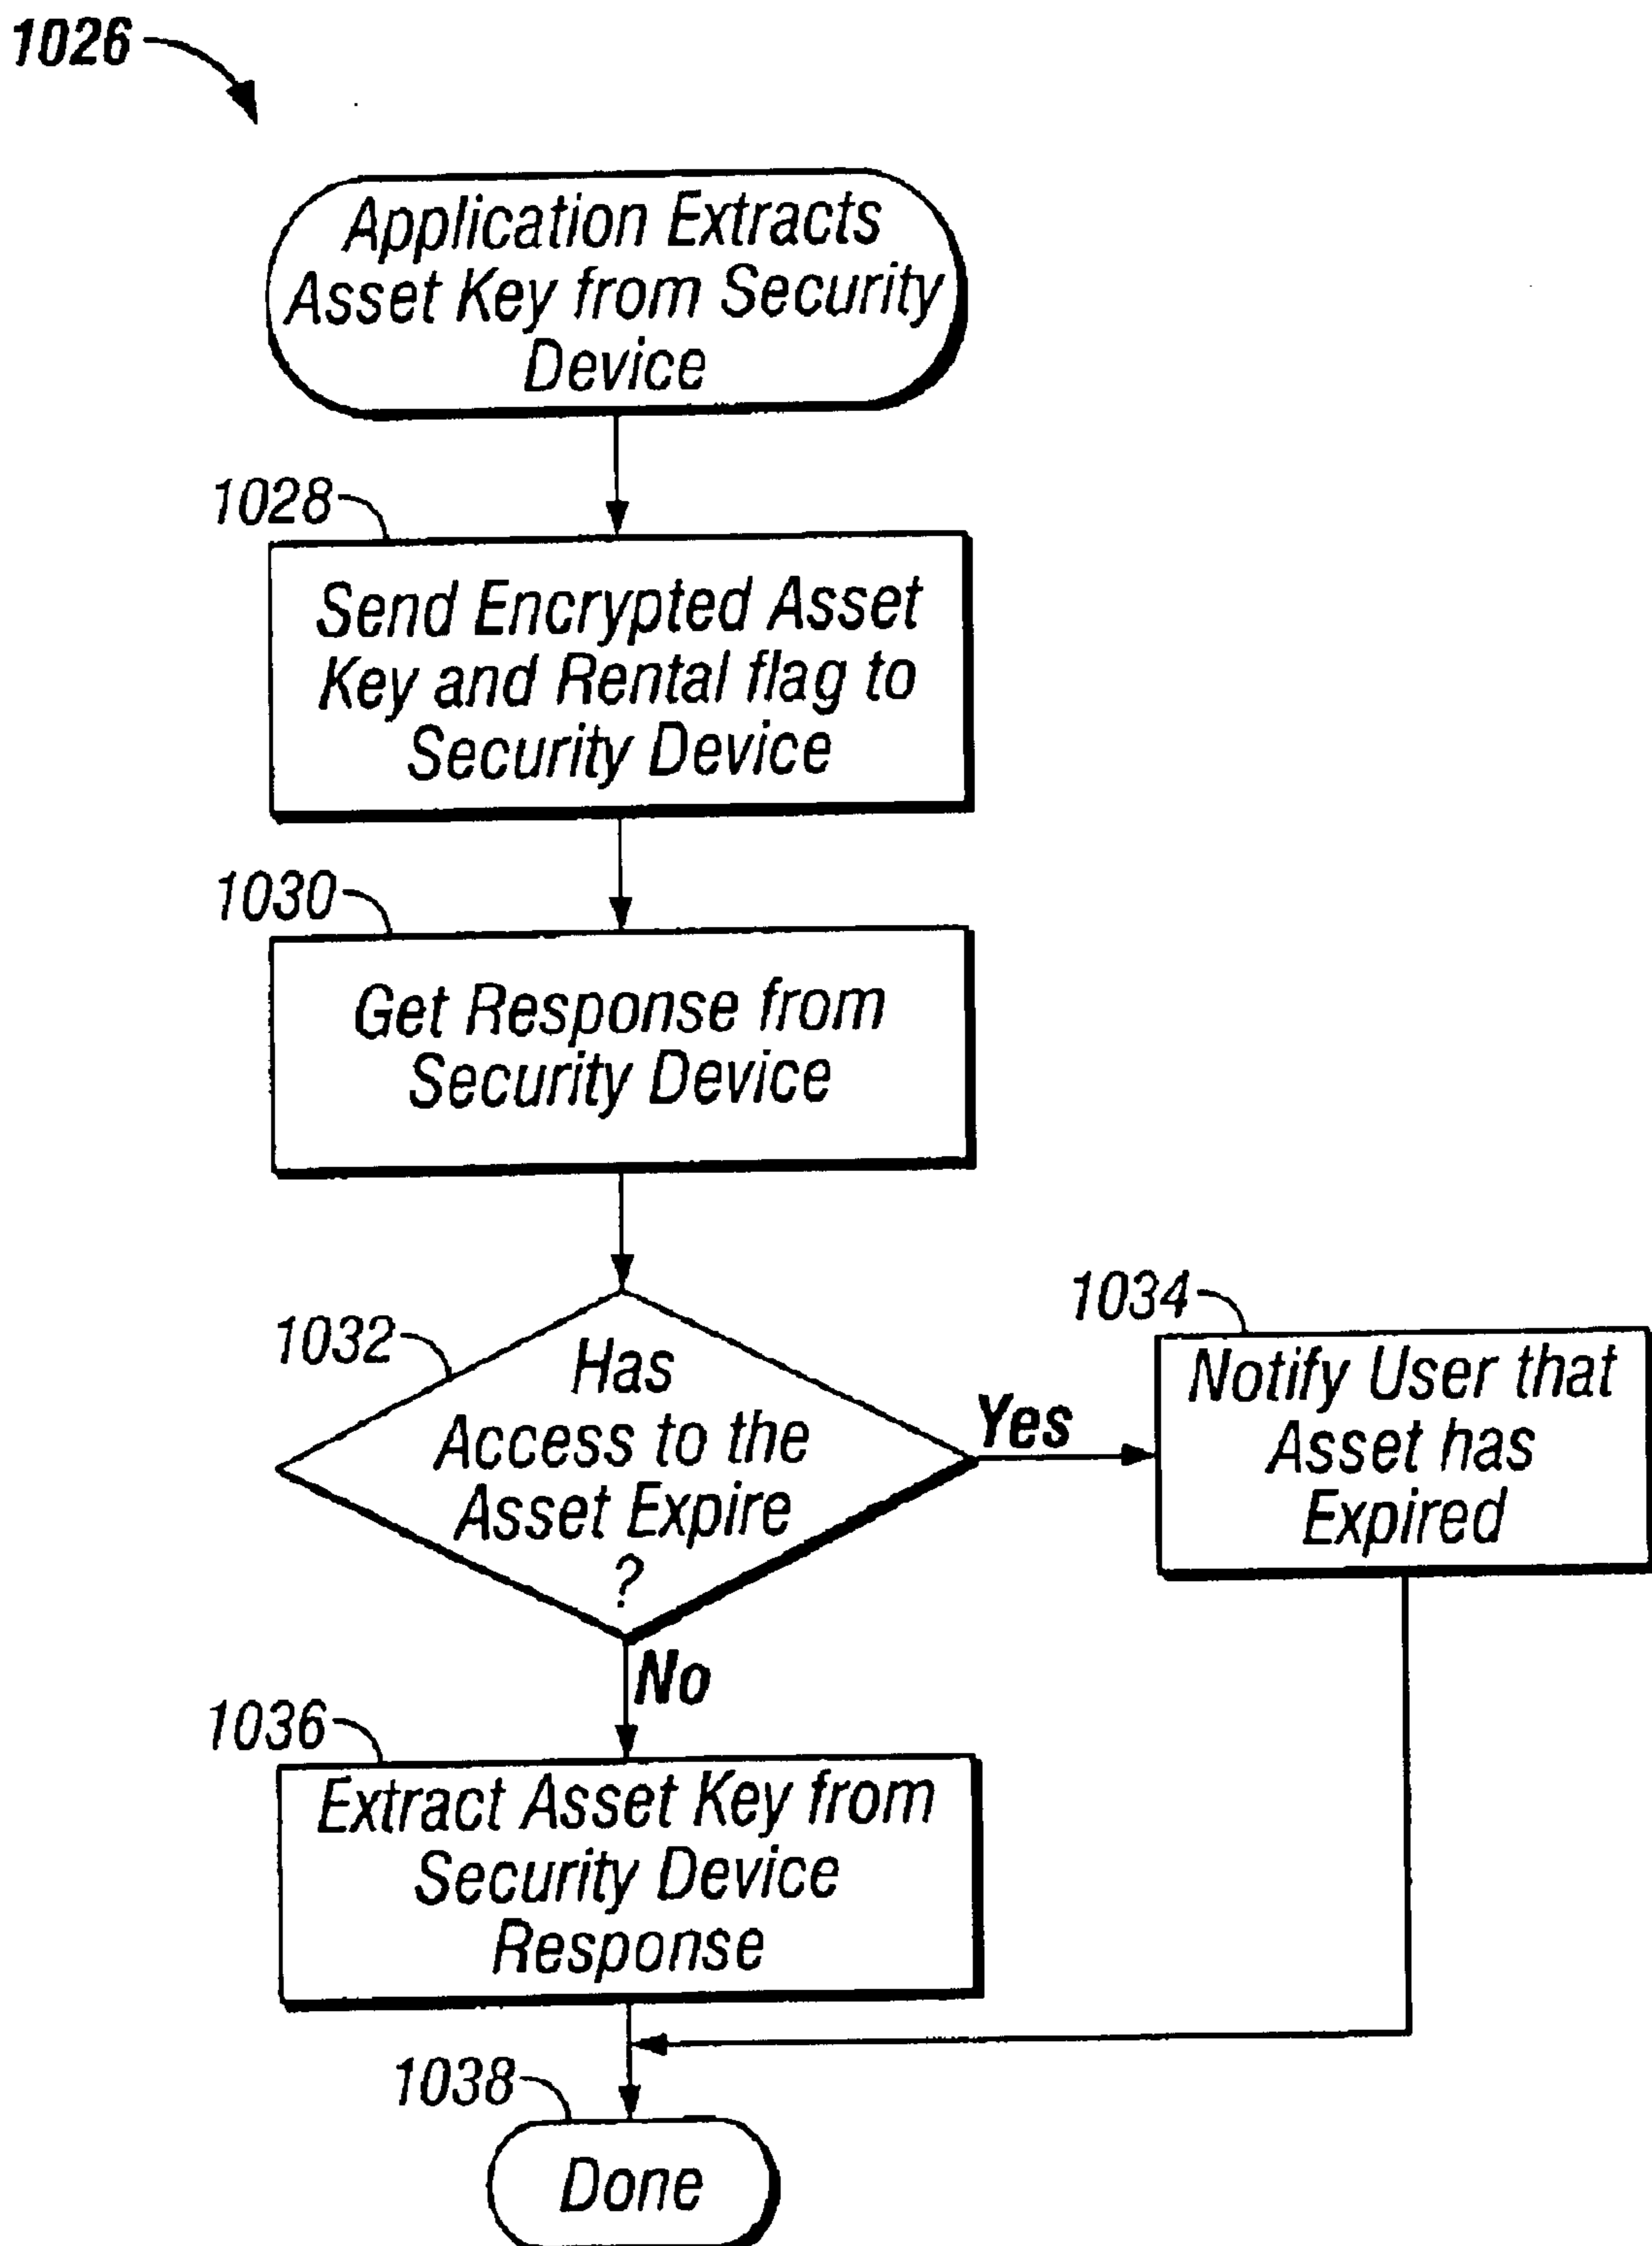 1026
Application Extracts
Asset Key from Security
Device
1028
Send Encrypted Asset
Key and Rental flag to
Security Device
1030
Get Response from
Security Device
1032
Has
Access to the
Asset Expire
?
Yes
1034
Notify User that
Asset has
Expired
No
1036
Extract Asset Key from
Security Device
Response
1038
Done